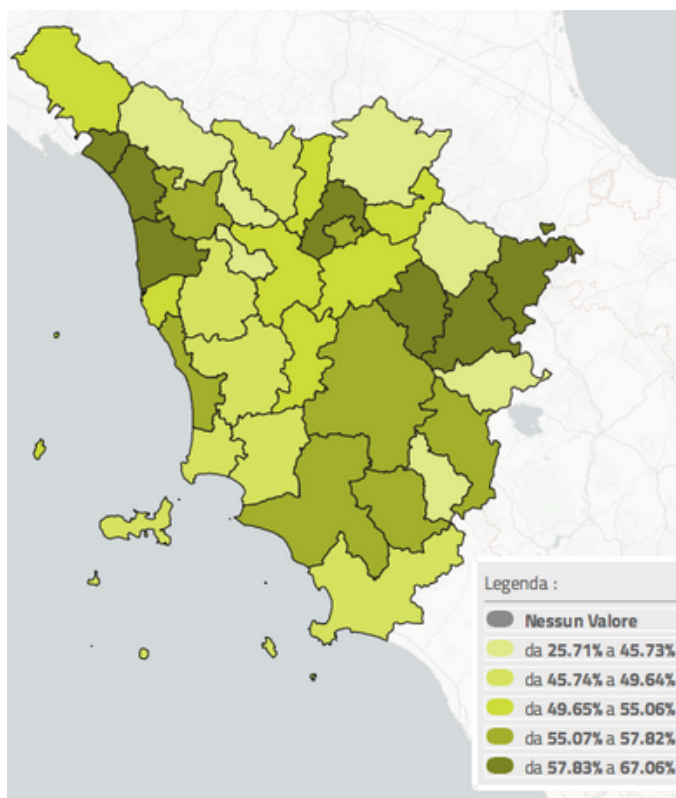 Legenda :
Nessun Valore
da 25.71% a 45.73%
da 45.74% a 49.64%
da 49.65% a 55.06%
da 55.07% a 57.82%
da 57.83% a 67.06%